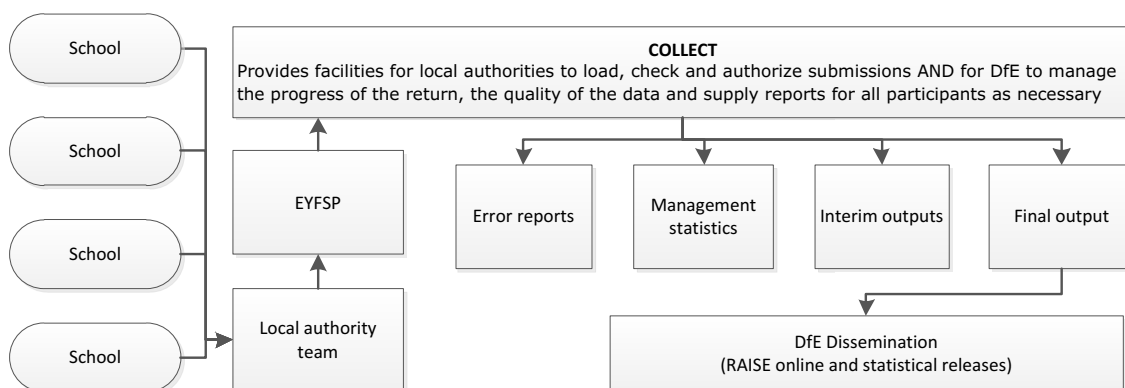 School
School
School
School
COLLECT
Provides facilities for local authorities to load, check and authorize submissions AND for DfE to manage
the progress of the return, the quality of the data and supply reports for all participants as necessary
EYFSP
Local authority
team
Error reports
Management
statistics
Interim outputs
Final output
DfE Dissemination
(RAISE online and statistical releases)